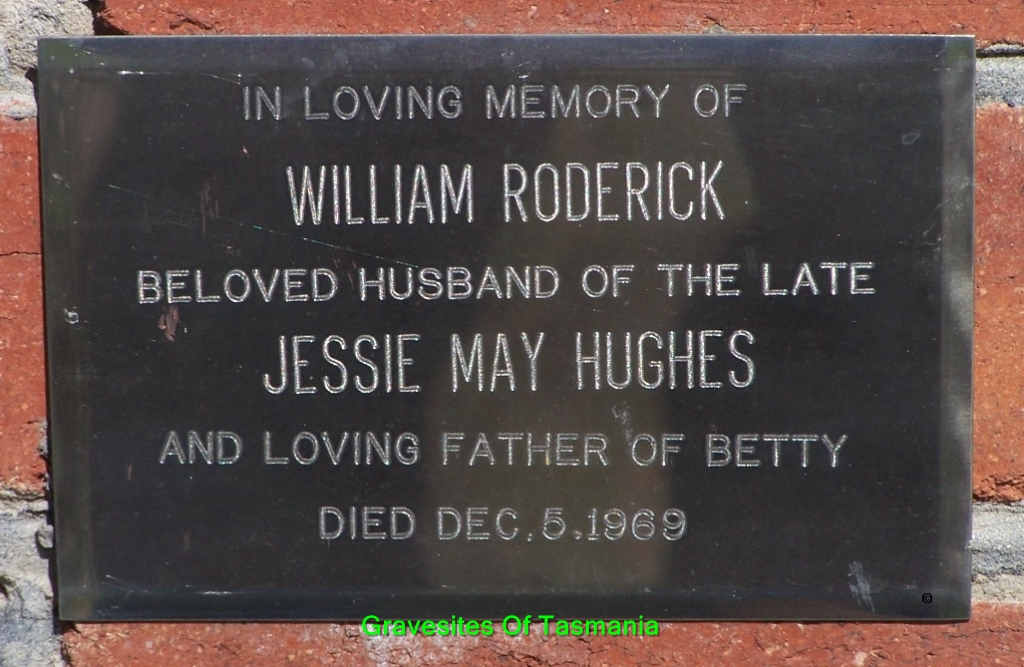 IN LOVING MEMORY OF
WILLIAM RODERICK
BELOVED HUSBAND OF THE LATE
JESSIE MAY HUGHES
AND LOVING FATHER OF BETTY
DIED DEC. 5. 1969
©
Gravesites Of Tasmania